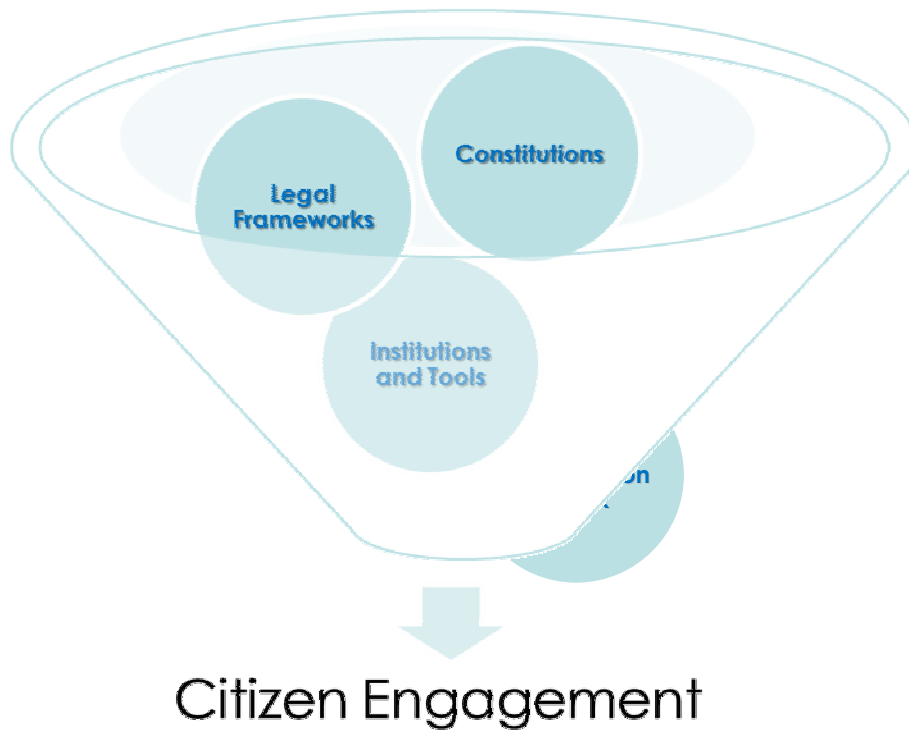 Constitutions
Legal
Frameworks
Institutions
and Tools
Citizen Engagement